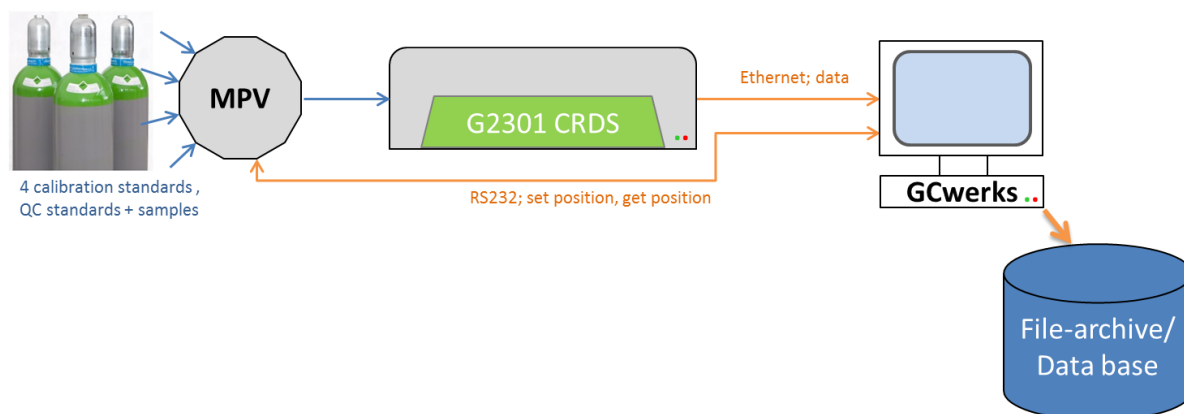 MPV
G2301 CRDS
Ethernet; data
4 calibration standards ,
QC standards + samples
RS232; set position, get position
GCwerks
File-archive/
Data base